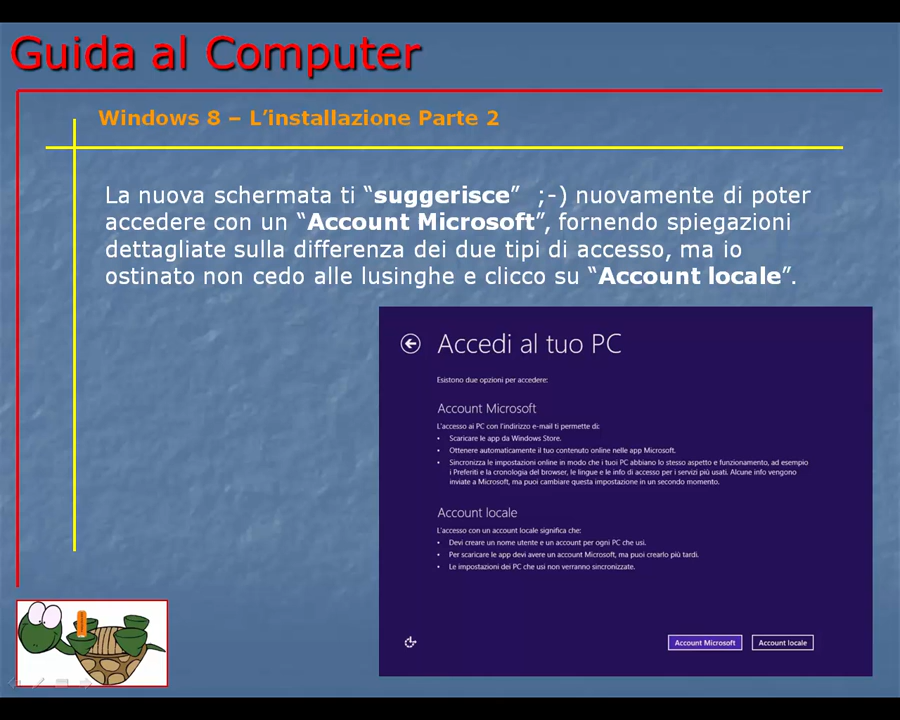 Guida al Computer
Windows 8 – L’installazione Parte 2
La nuova schermata ti “suggerisce”  ;-) nuovamente di poter
accedere con un “Account Microsoft”, fornendo spiegazioni
dettagliate sulla differenza dei due tipi di accesso, ma io
ostinato non cedo alle lusinghe e clicco su “Account locale”.
Accedi al tuo PC
Esistono due opzioni per accedere:
Account Microsoft
L'accesso ai PC con l'indirizzo e-mail ti permette di:
• Scaricare le app da Windows Store.
• Ottenere automaticamente il tuo contenuto online nelle app Microsoft.
• Sincronizza le impostazioni online in modo che i tuoi PC abbiano lo stesso aspetto e funzionamento, ad esempio
i Preferiti e la cronologia del browser, le lingue e le info di accesso per i servizi più usati. Alcune info vengono
inviate a Microsoft, ma puoi cambiare questa impostazione in un secondo momento.
Account locale
L'accesso con un account locale significa che:
• Devi creare un nome utente e un account per ogni PC che usi.
• Per scaricare le app devi avere un account Microsoft, ma puoi crearlo più tardi.
• Le impostazioni dei PC che usi non verranno sincronizzate.
Account Microsoft
Account locale